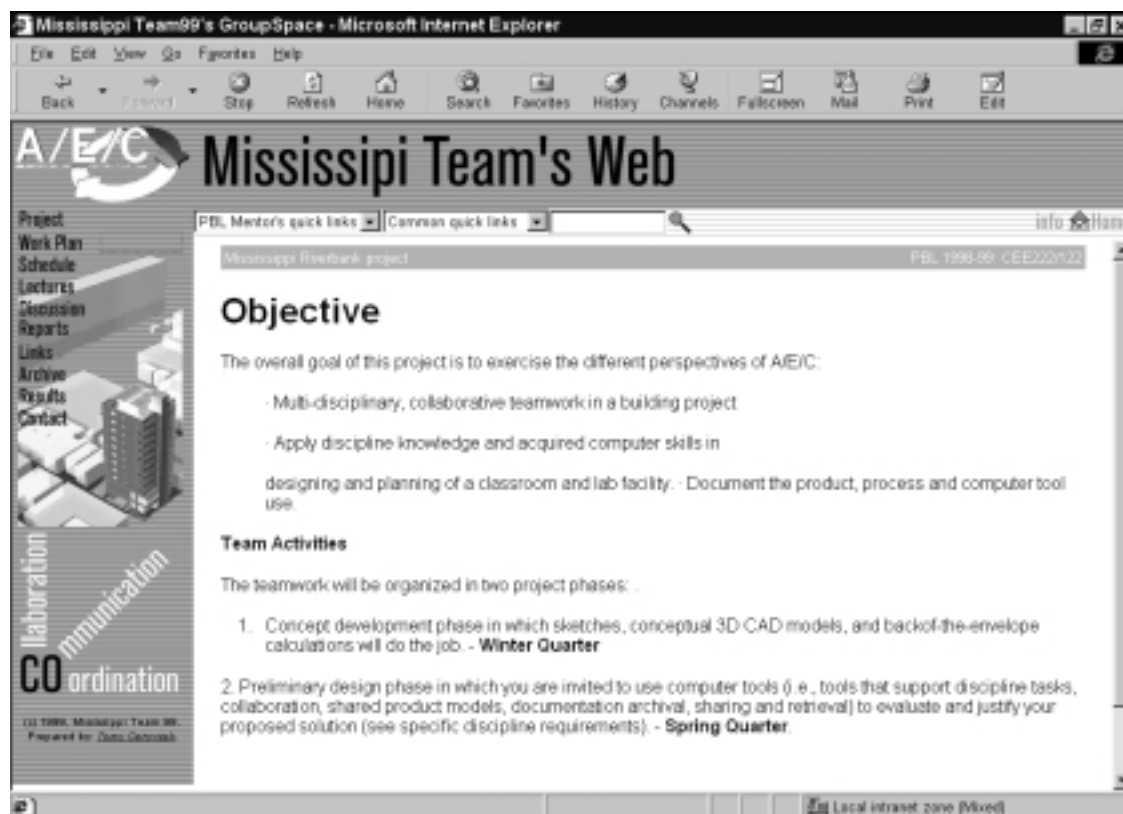 Mississippi Team99's GroupSpace - Microsoft Internet Explorer
File Edit View Go Favorites Help
Back Forward Stop Refresh Home Search Favorites History Channels Fullscreen Mail Print Edit
A/E/C
Mississipi Team's Web
PBL Mentor's quick links Common quick links info Home
Project
Work Plan
Schedule
Lectures
Discussion
Reports
Links
Archive
Results
Contact
Mississippi Riverbank project PBL 1998-99, CEE222/122
Objective
The overall goal of this project is to exercise the different perspectives of A/E/C:
· Multi-disciplinary, collaborative teamwork in a building project
· Apply discipline knowledge and acquired computer skills in
designing and planning of a classroom and lab facility. · Document the product, process and computer tool
use.
Team Activities
The teamwork will be organized in two project phases: .
1. Concept development phase in which sketches, conceptual 3D CAD models, and backof-the-envelope
calculations will do the job. - Winter Quarter
2. Preliminary design phase in which you are invited to use computer tools (i.e., tools that support discipline tasks,
collaboration, shared product models, documentation archival, sharing and retrieval) to evaluate and justify your
proposed solution (see specific discipline requirements). - Spring Quarter.
COllaboration
mmunication
ordination
(c) 1999, Mississippi Team 99.
Prepared by:
Local intranet zone (Mixed)